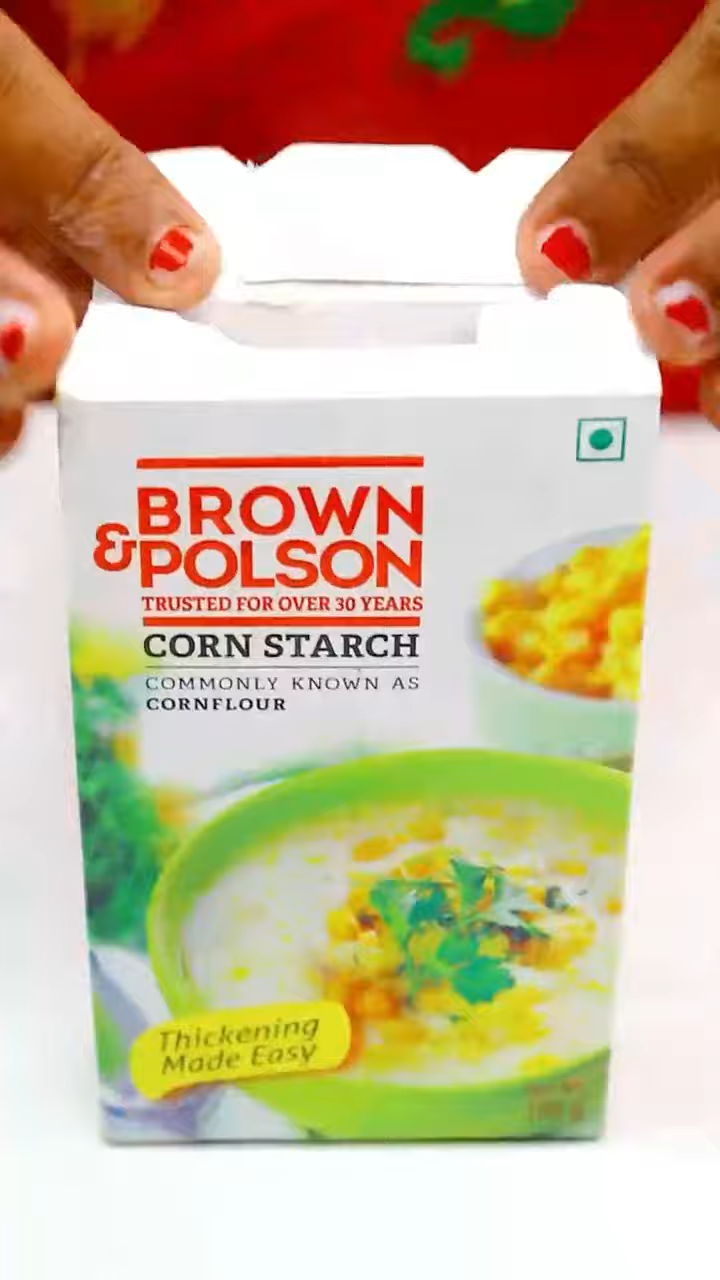 BROWN
& POLSON
TRUSTED FOR OVER 30 YEARS
CORN STARCH
COMMONLY KNOWN AS
CORNFLOUR
Thickening
Made Easy